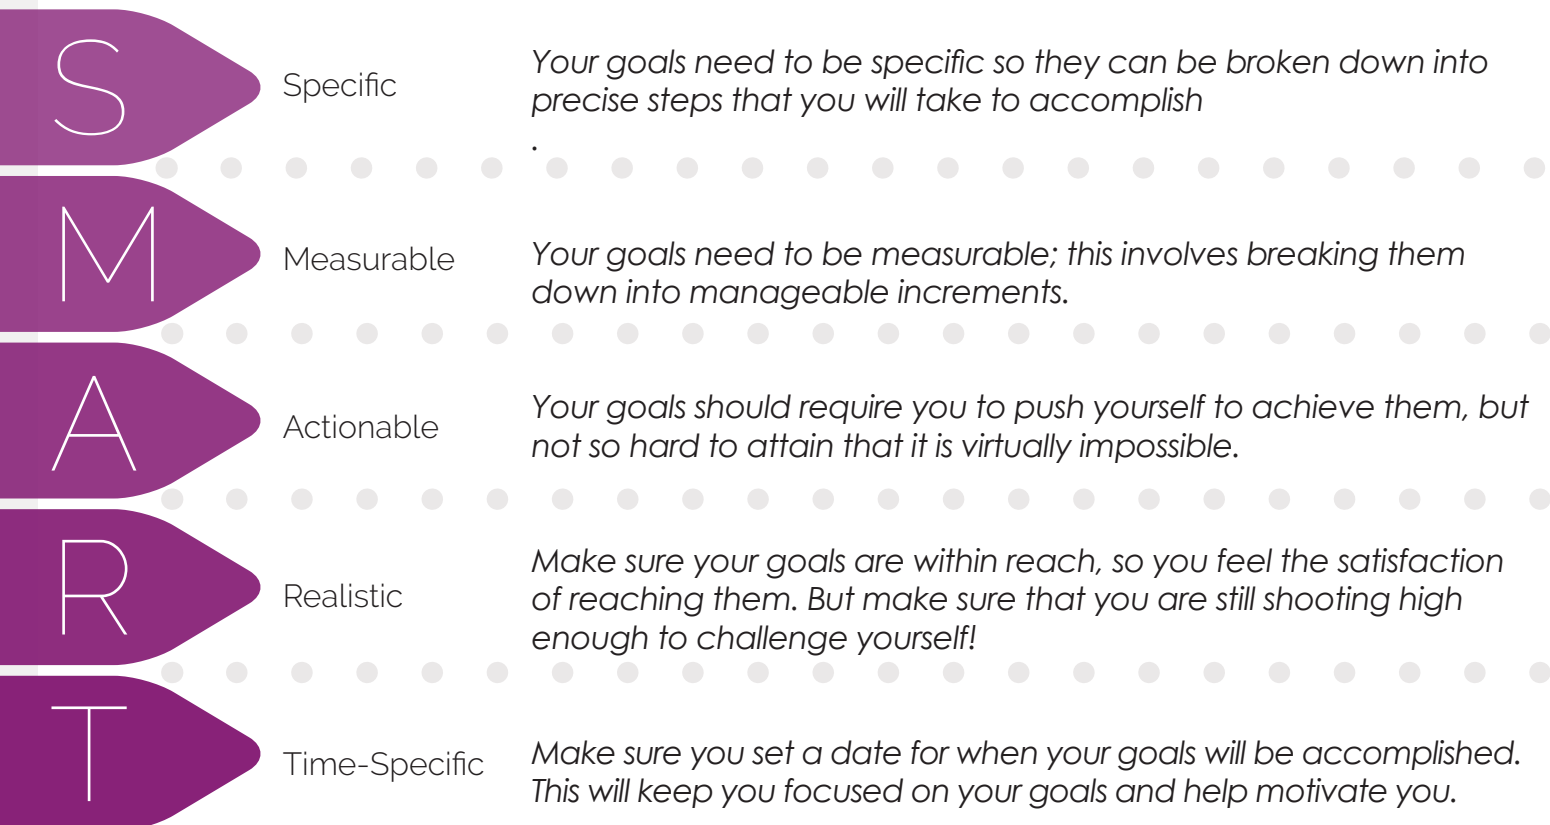 S
Specific
Your goals need to be specific so they can be broken down into
precise steps that you will take to accomplish
.
M
Measurable
Your goals need to be measurable; this involves breaking them
down into manageable increments.
A
Actionable
Your goals should require you to push yourself to achieve them, but
not so hard to attain that it is virtually impossible.
R
Realistic
Make sure your goals are within reach, so you feel the satisfaction
of reaching them. But make sure that you are still shooting high
enough to challenge yourself!
T
Time-Specific
Make sure you set a date for when your goals will be accomplished.
This will keep you focused on your goals and help motivate you.